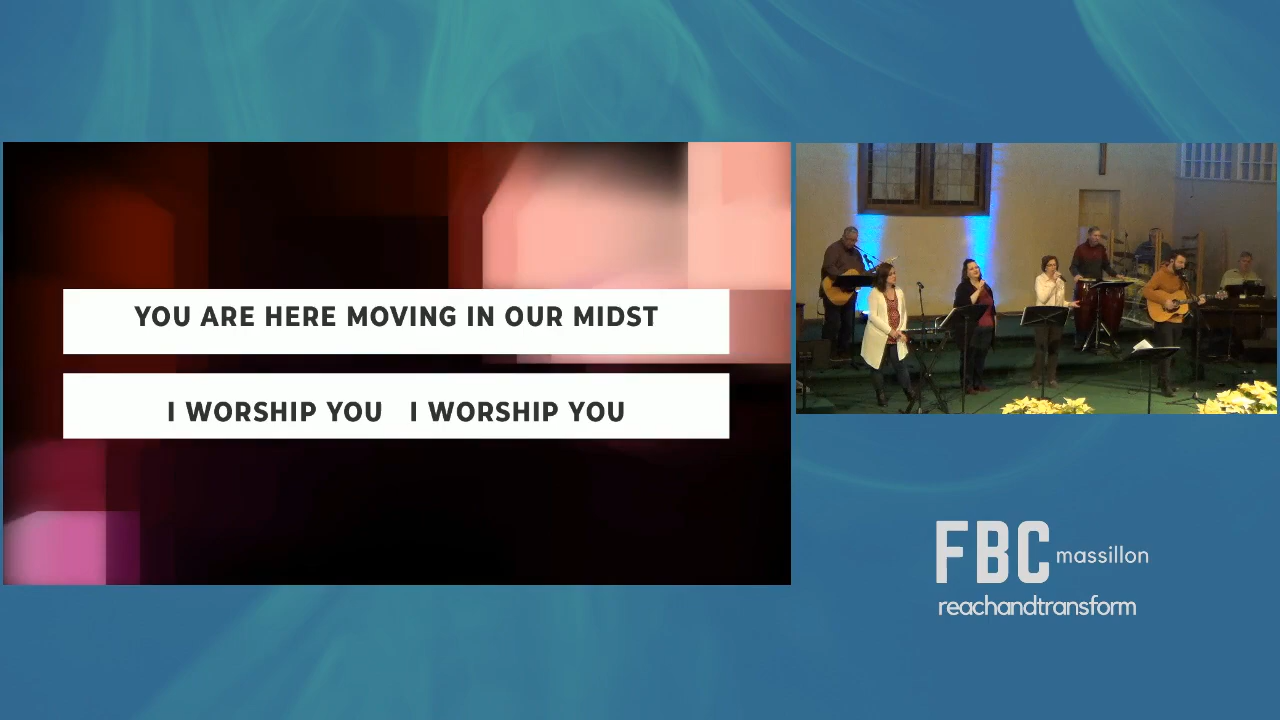 YOU ARE HERE MOVING IN OUR MIDST
I WORSHIP YOU I WORSHIP YOU
FBC massillon
reachandtransform